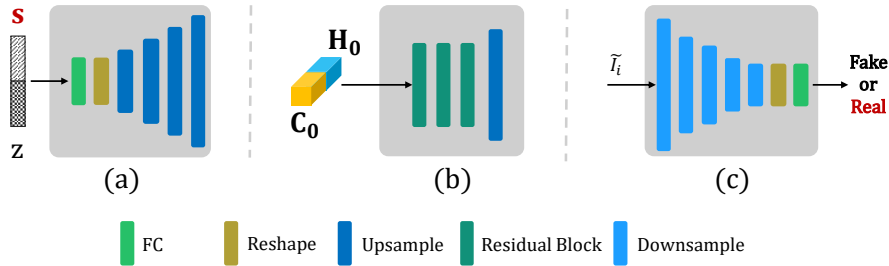 s
z
(a)
H₀
C₀
(b)
Ĩᵢ
Fake
or
Real
(c)
FC
Reshape
Upsample
Residual Block
Downsample